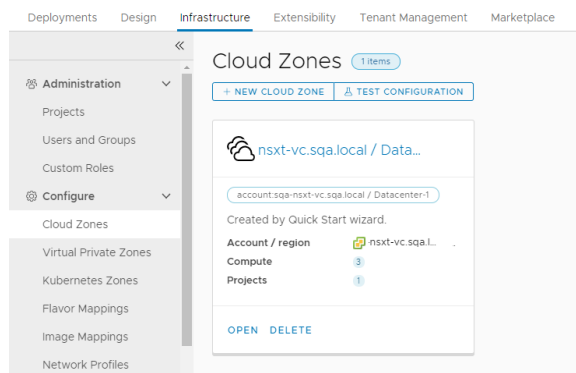 Deployments Design Infrastructure Extensibility Tenant Management Marketplace
«
Administration
Projects
Users and Groups
Custom Roles
Configure
Cloud Zones
Virtual Private Zones
Kubernetes Zones
Flavor Mappings
Image Mappings
Network Profiles
Cloud Zones 1 items
+ NEW CLOUD ZONE TEST CONFIGURATION
nsxt-vc.sqa.local / Data...
account:sqa-nsxt-vc.sqa.local / Datacenter-1
Created by Quick Start wizard.
Account / region -nsxt-vc.sqa.l... .
Compute 3
Projects 1
OPEN DELETE